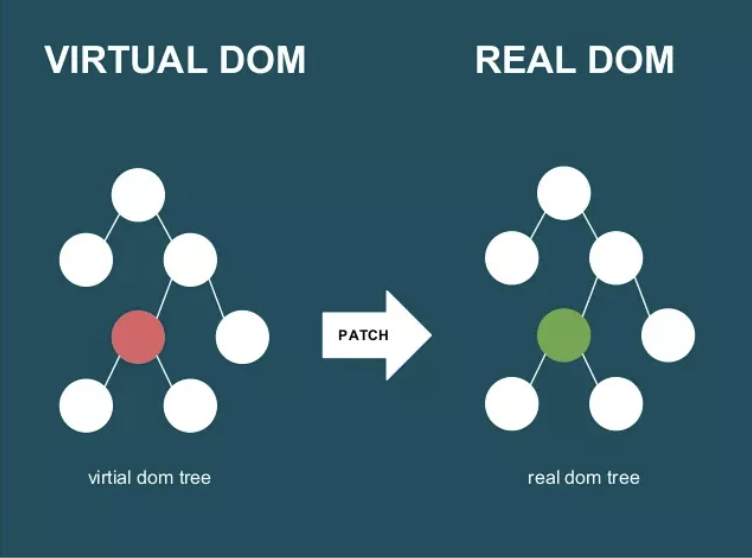 VIRTUAL DOM
REAL DOM
PATCH
virtial dom tree
real dom tree